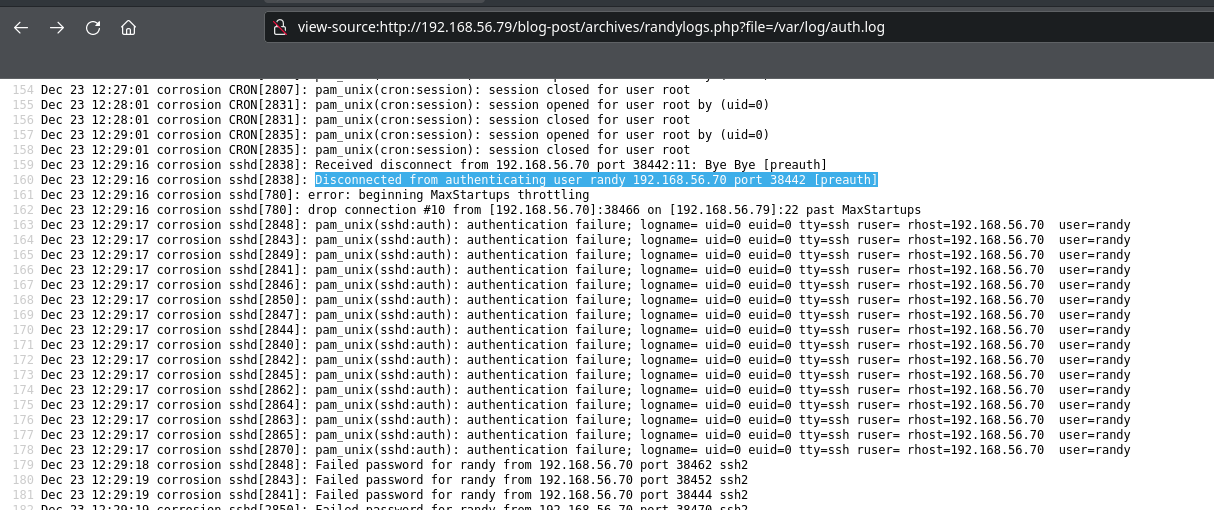 view-source:http://192.168.56.79/blog-post/archives/randylogs.php?file=/var/log/auth.log
154 Dec 23 12:27:01 corrosion CRON[2807]: pam_unix(cron:session): session closed for user root
155 Dec 23 12:28:01 corrosion CRON[2831]: pam_unix(cron:session): session opened for user root by (uid=0)
156 Dec 23 12:28:01 corrosion CRON[2831]: pam_unix(cron:session): session closed for user root
157 Dec 23 12:29:01 corrosion CRON[2835]: pam_unix(cron:session): session opened for user root by (uid=0)
158 Dec 23 12:29:01 corrosion CRON[2835]: pam_unix(cron:session): session closed for user root
159 Dec 23 12:29:16 corrosion sshd[2838]: Received disconnect from 192.168.56.70 port 38442:11: Bye Bye [preauth]
160 Dec 23 12:29:16 corrosion sshd[2838]: Disconnected from authenticating user randy 192.168.56.70 port 38442 [preauth]
161 Dec 23 12:29:16 corrosion sshd[780]: error: beginning MaxStartups throttling
162 Dec 23 12:29:16 corrosion sshd[780]: drop connection #10 from [192.168.56.70]:38466 on [192.168.56.79]:22 past MaxStartups
163 Dec 23 12:29:17 corrosion sshd[2848]: pam_unix(sshd:auth): authentication failure; logname= uid=0 euid=0 tty=ssh ruser= rhost=192.168.56.70  user=randy
164 Dec 23 12:29:17 corrosion sshd[2843]: pam_unix(sshd:auth): authentication failure; logname= uid=0 euid=0 tty=ssh ruser= rhost=192.168.56.70  user=randy
165 Dec 23 12:29:17 corrosion sshd[2849]: pam_unix(sshd:auth): authentication failure; logname= uid=0 euid=0 tty=ssh ruser= rhost=192.168.56.70  user=randy
166 Dec 23 12:29:17 corrosion sshd[2841]: pam_unix(sshd:auth): authentication failure; logname= uid=0 euid=0 tty=ssh ruser= rhost=192.168.56.70  user=randy
167 Dec 23 12:29:17 corrosion sshd[2846]: pam_unix(sshd:auth): authentication failure; logname= uid=0 euid=0 tty=ssh ruser= rhost=192.168.56.70  user=randy
168 Dec 23 12:29:17 corrosion sshd[2850]: pam_unix(sshd:auth): authentication failure; logname= uid=0 euid=0 tty=ssh ruser= rhost=192.168.56.70  user=randy
169 Dec 23 12:29:17 corrosion sshd[2847]: pam_unix(sshd:auth): authentication failure; logname= uid=0 euid=0 tty=ssh ruser= rhost=192.168.56.70  user=randy
170 Dec 23 12:29:17 corrosion sshd[2844]: pam_unix(sshd:auth): authentication failure; logname= uid=0 euid=0 tty=ssh ruser= rhost=192.168.56.70  user=randy
171 Dec 23 12:29:17 corrosion sshd[2840]: pam_unix(sshd:auth): authentication failure; logname= uid=0 euid=0 tty=ssh ruser= rhost=192.168.56.70  user=randy
172 Dec 23 12:29:17 corrosion sshd[2842]: pam_unix(sshd:auth): authentication failure; logname= uid=0 euid=0 tty=ssh ruser= rhost=192.168.56.70  user=randy
173 Dec 23 12:29:17 corrosion sshd[2845]: pam_unix(sshd:auth): authentication failure; logname= uid=0 euid=0 tty=ssh ruser= rhost=192.168.56.70  user=randy
174 Dec 23 12:29:17 corrosion sshd[2862]: pam_unix(sshd:auth): authentication failure; logname= uid=0 euid=0 tty=ssh ruser= rhost=192.168.56.70  user=randy
175 Dec 23 12:29:17 corrosion sshd[2864]: pam_unix(sshd:auth): authentication failure; logname= uid=0 euid=0 tty=ssh ruser= rhost=192.168.56.70  user=randy
176 Dec 23 12:29:17 corrosion sshd[2863]: pam_unix(sshd:auth): authentication failure; logname= uid=0 euid=0 tty=ssh ruser= rhost=192.168.56.70  user=randy
177 Dec 23 12:29:17 corrosion sshd[2865]: pam_unix(sshd:auth): authentication failure; logname= uid=0 euid=0 tty=ssh ruser= rhost=192.168.56.70  user=randy
178 Dec 23 12:29:17 corrosion sshd[2870]: pam_unix(sshd:auth): authentication failure; logname= uid=0 euid=0 tty=ssh ruser= rhost=192.168.56.70  user=randy
179 Dec 23 12:29:18 corrosion sshd[2848]: Failed password for randy from 192.168.56.70 port 38462 ssh2
180 Dec 23 12:29:19 corrosion sshd[2843]: Failed password for randy from 192.168.56.70 port 38452 ssh2
181 Dec 23 12:29:19 corrosion sshd[2841]: Failed password for randy from 192.168.56.70 port 38444 ssh2
182 Dec 23 12:29:19 corrosion sshd[2850]: Failed password for randy from 192.168.56.70 port 38470 ssh2